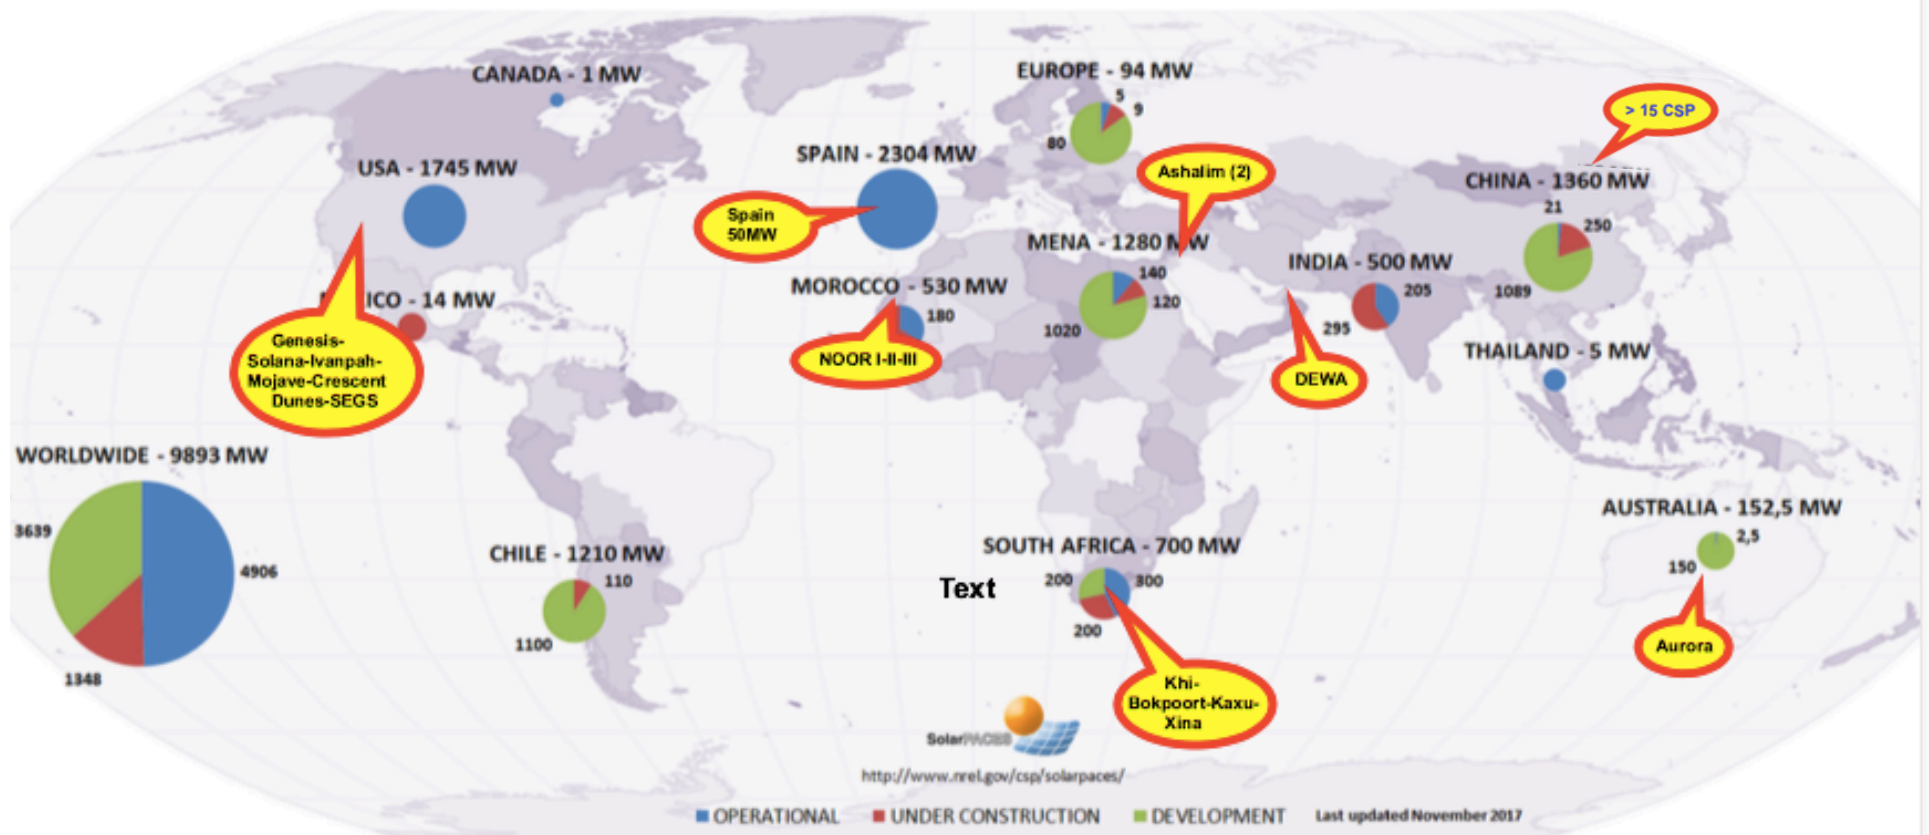 CANADA - 1 MW
EUROPE - 94 MW
5
9
80
> 15 CSP
USA - 1745 MW
SPAIN - 2304 MW
Ashalim (2)
CHINA - 1360 MW
21
250
1089
Spain
50MW
MENA - 1280 MW
140
120
1020
INDIA - 500 MW
205
295
ICO - 14 MW
MOROCCO - 530 MW
180
NOOR I-II-III
DEWA
THAILAND - 5 MW
Genesis-
Solana-Ivanpah-
Mojave-Crescent
Dunes-SEGS
WORLDWIDE - 9893 MW
3639
4906
1348
CHILE - 1210 MW
110
1100
Text
SOUTH AFRICA - 700 MW
200
300
200
AUSTRALIA - 152,5 MW
2,5
150
Aurora
Khi-
Bokpoort-Kaxu-
Xina
SolarPACES
http://www.nrel.gov/csp/solarpaces/
OPERATIONAL UNDER CONSTRUCTION DEVELOPMENT Last updated November 2017